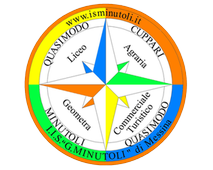 www.isminutoli.it
QUASIMODO
CUPPARI
Liceo
Agraria
Geometra
Commerciale
Turistico
MINUTOLI
QUASIMODO
I.I.S. "G.MINUTOLI" di Messina